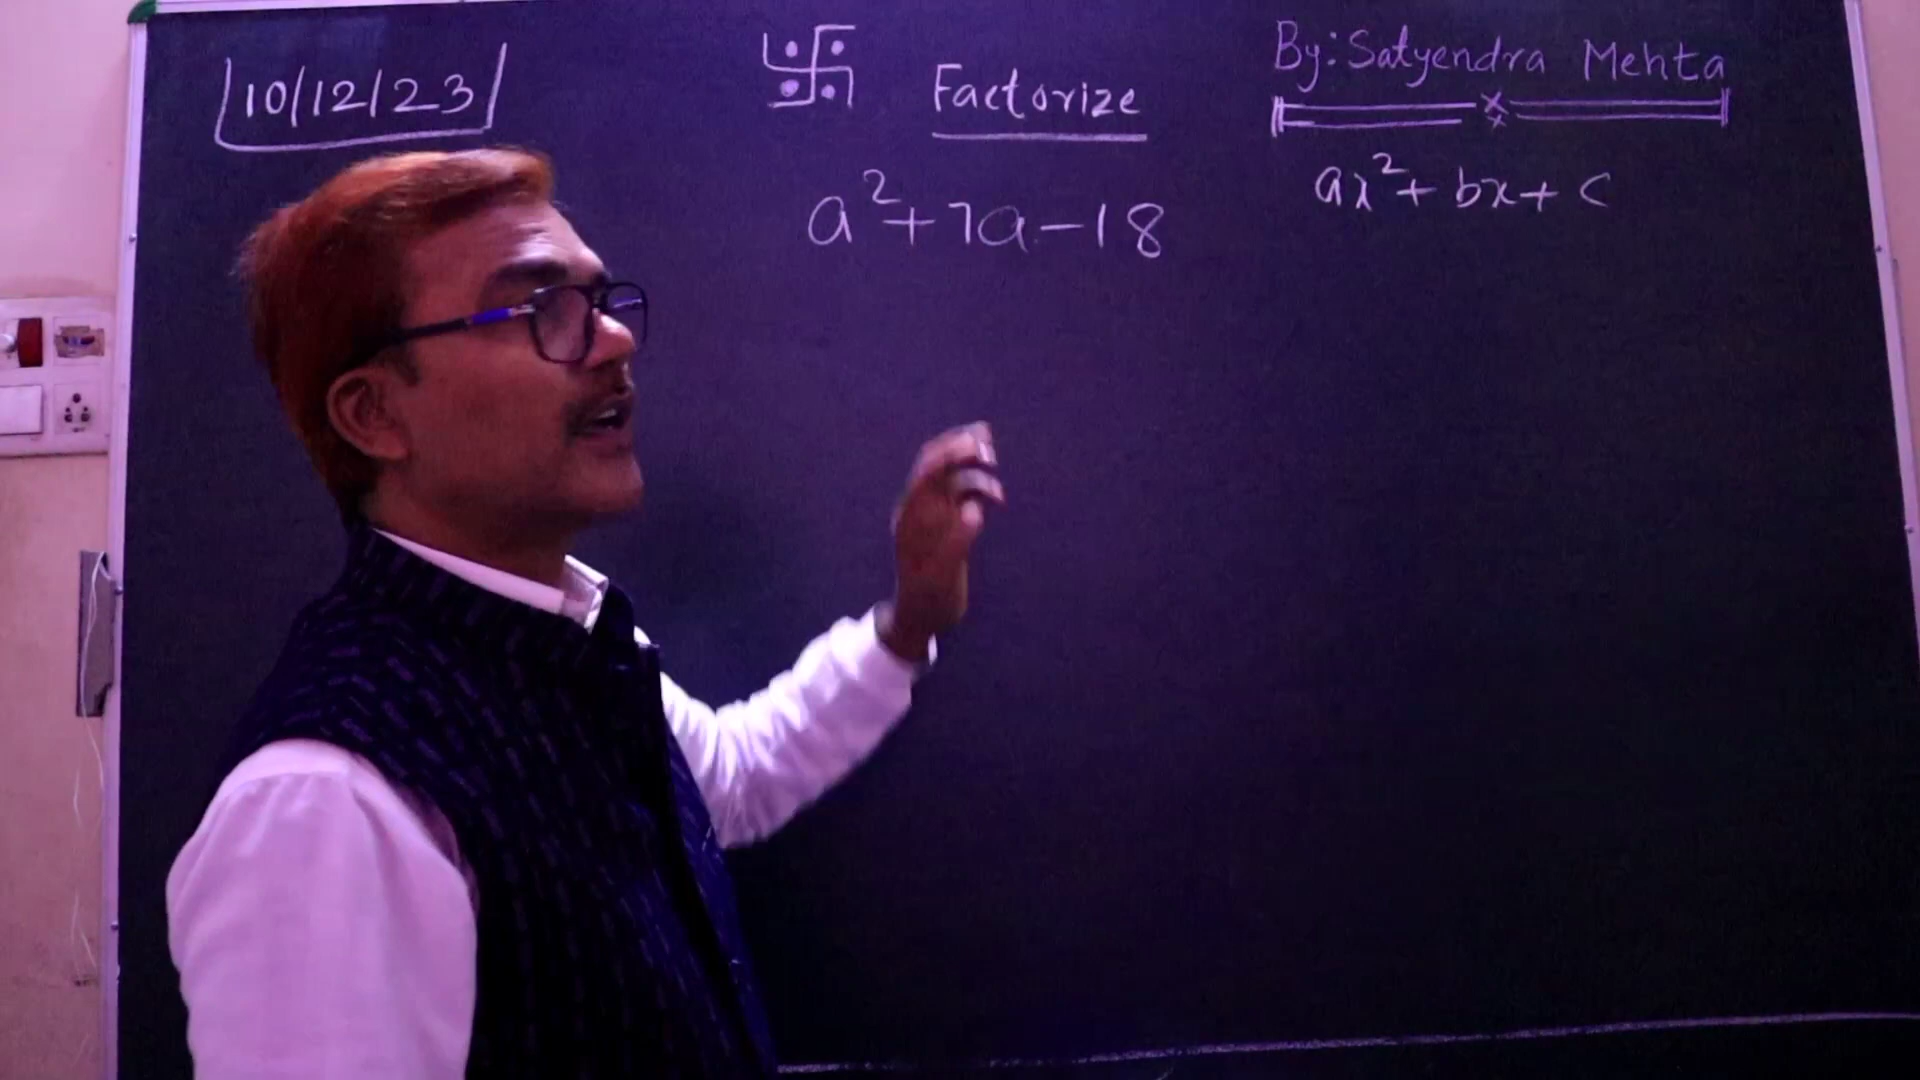 10/12/23
Factorize
By: Satyendra Mehta
a²+7a-18
ax²+bx+c